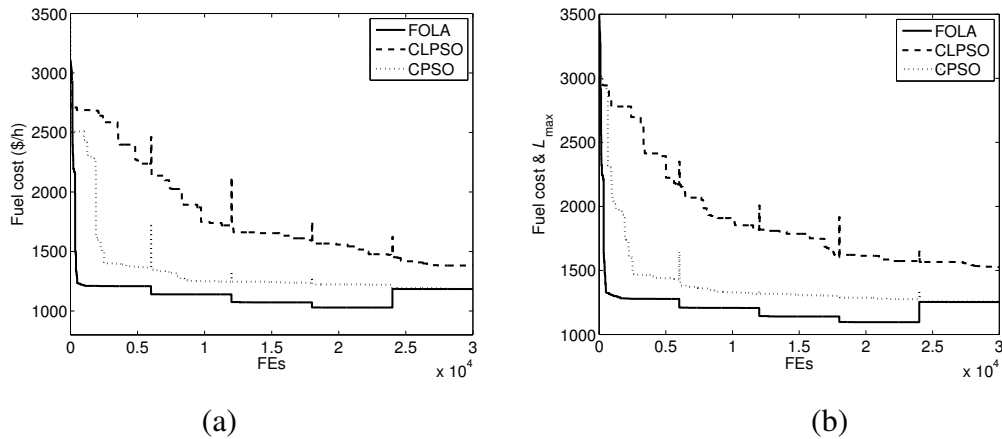 3500
3000
2500
2000
1500
1000
Fuel cost ($/h)
FOLA
CLPSO
CPSO
0 0.5 1 1.5 2 2.5 3
FEs
x 10^4
(a)
3500
3000
2500
2000
1500
1000
Fuel cost & L_max
FOLA
CLPSO
CPSO
0 0.5 1 1.5 2 2.5 3
FEs
x 10^4
(b)